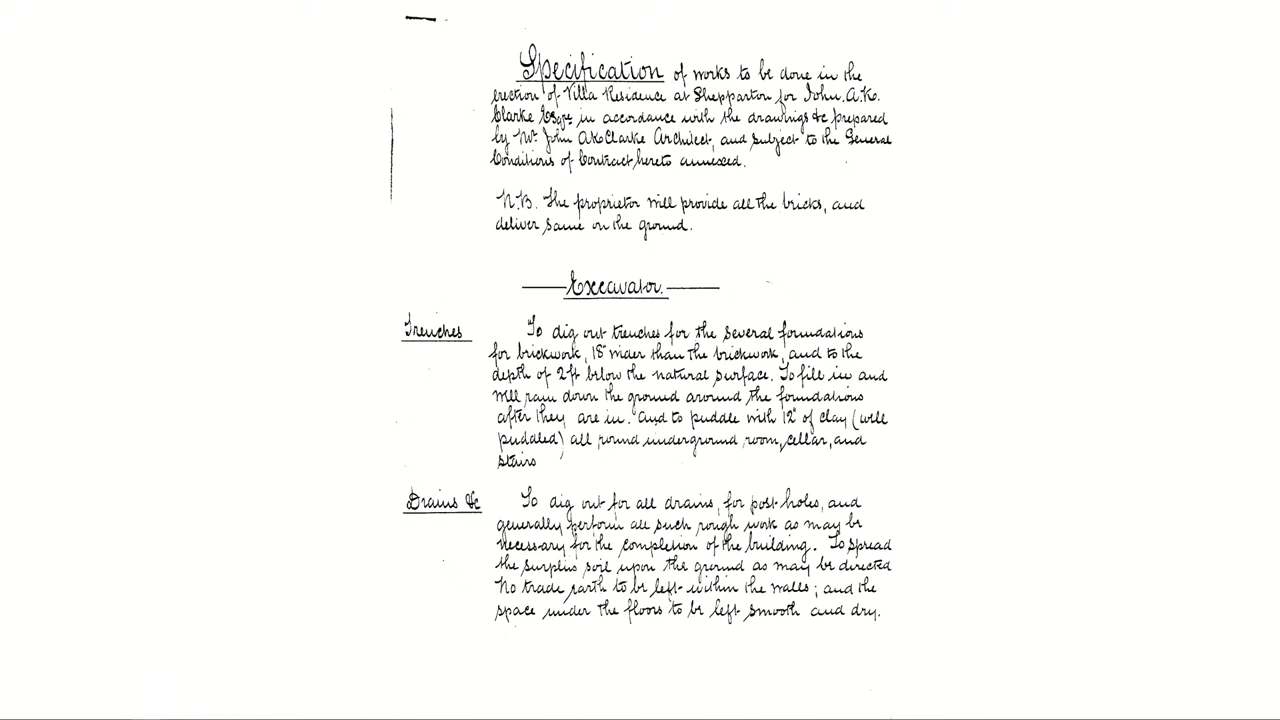 Specification of works to be done in the
erection of Villa Residence at Shepparton for John. A.K.
Clarke Esqre in accordance with the drawings &c prepared
by Mr. John A K Clarke Architect, and subject to the General
Conditions of Contract hereto annexed.
N.B. The proprietor will provide all the bricks, and
deliver same on the ground.
Excavator.
Trenches
To dig out trenches for the several foundations
for brickwork, 18" wider than the brickwork, and to the
depth of 2ft below the natural surface. To fill in and
well ram down the ground around the foundations
after they are in. And to puddle with 12" of clay (well
puddled) all round underground room, cellar, and
stairs
Drains &c
To dig out for all drains, for post holes, and
generally perform all such rough work as may be
necessary for the completion of the building. To spread
the surplus soil upon the ground as may be directed
No trade earth to be left within the walls; and the
space under the floors to be left smooth and dry.